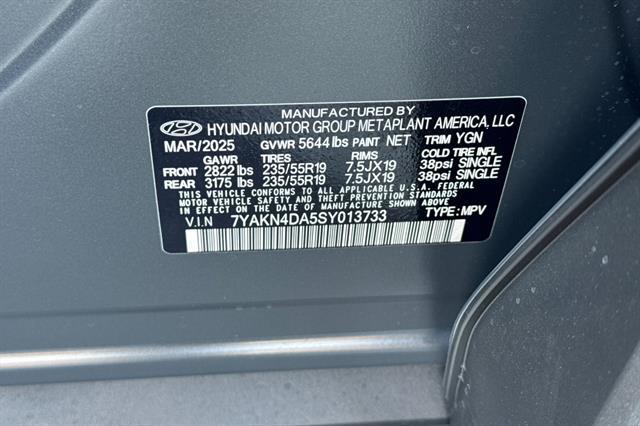 MANUFACTURED BY
HYUNDAI MOTOR GROUP METAPLANT AMERICA, LLC
MAR/2025 GVWR 5644 lbs PAINT NET TRIM YGN
GAWR TIRES RIMS COLD TIRE INFL
FRONT 2822 lbs 235/55R19 7.5JX19 38psi SINGLE
REAR 3175 lbs 235/55R19 7.5JX19 38psi SINGLE
THIS VEHICLE CONFORMS TO ALL APPLICABLE U.S.A. FEDERAL
MOTOR VEHICLE SAFETY STANDARDS IN EFFECT ON THE DATE OF
MANUFACTURE SHOWN ABOVE.
V.I.N 7YAKN4DA5SY013733 TYPE:MPV